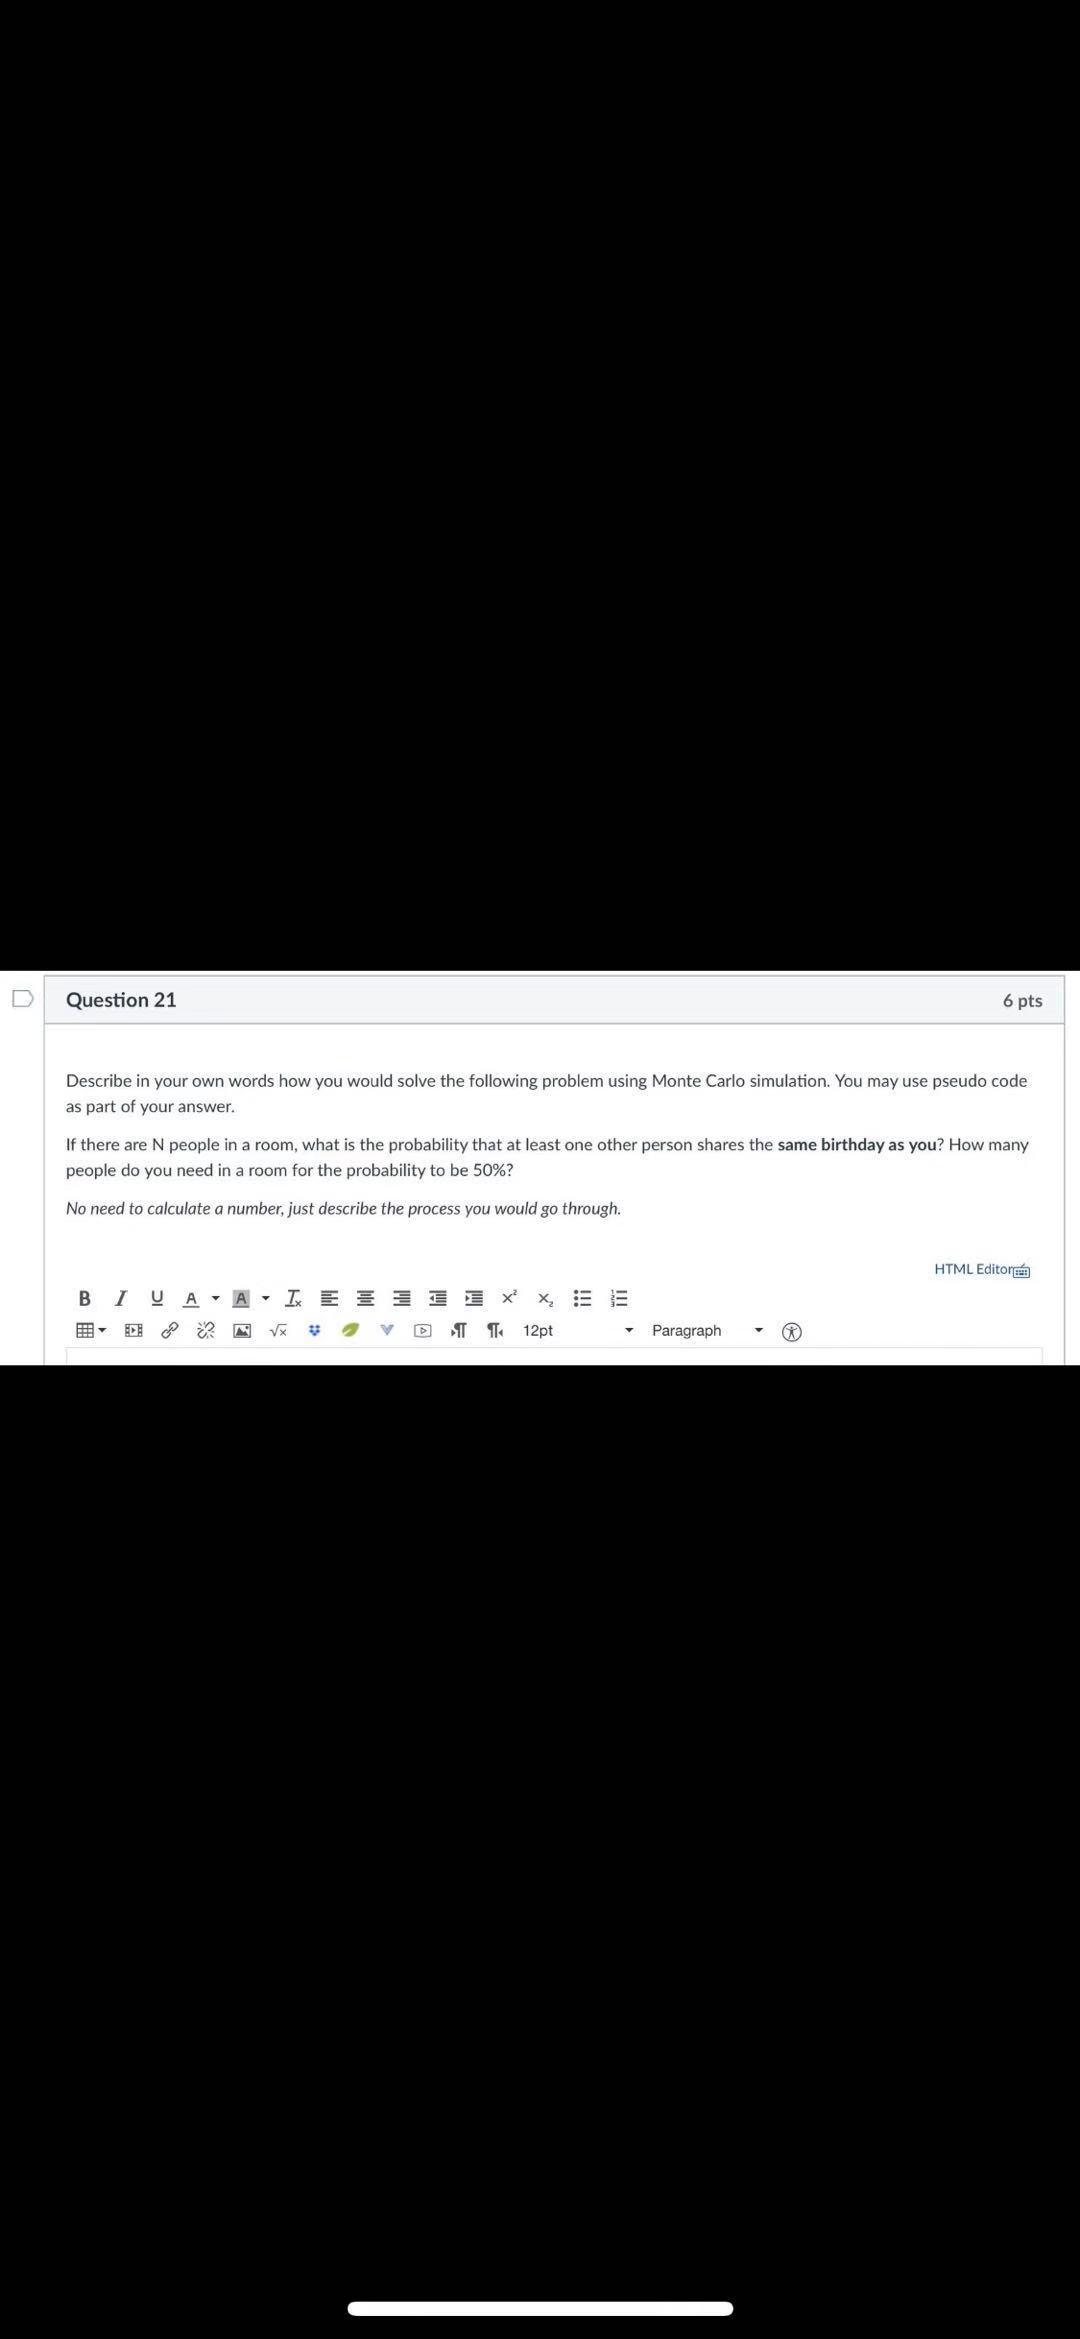 Question 21
6 pts
Describe in your own words how you would solve the following problem using Monte Carlo simulation. You may use pseudo code
as part of your answer.
If there are N people in a room, what is the probability that at least one other person shares the same birthday as you? How many
people do you need in a room for the probability to be 50%?
No need to calculate a number, just describe the process you would go through.
HTML Editor
12pt
Paragraph